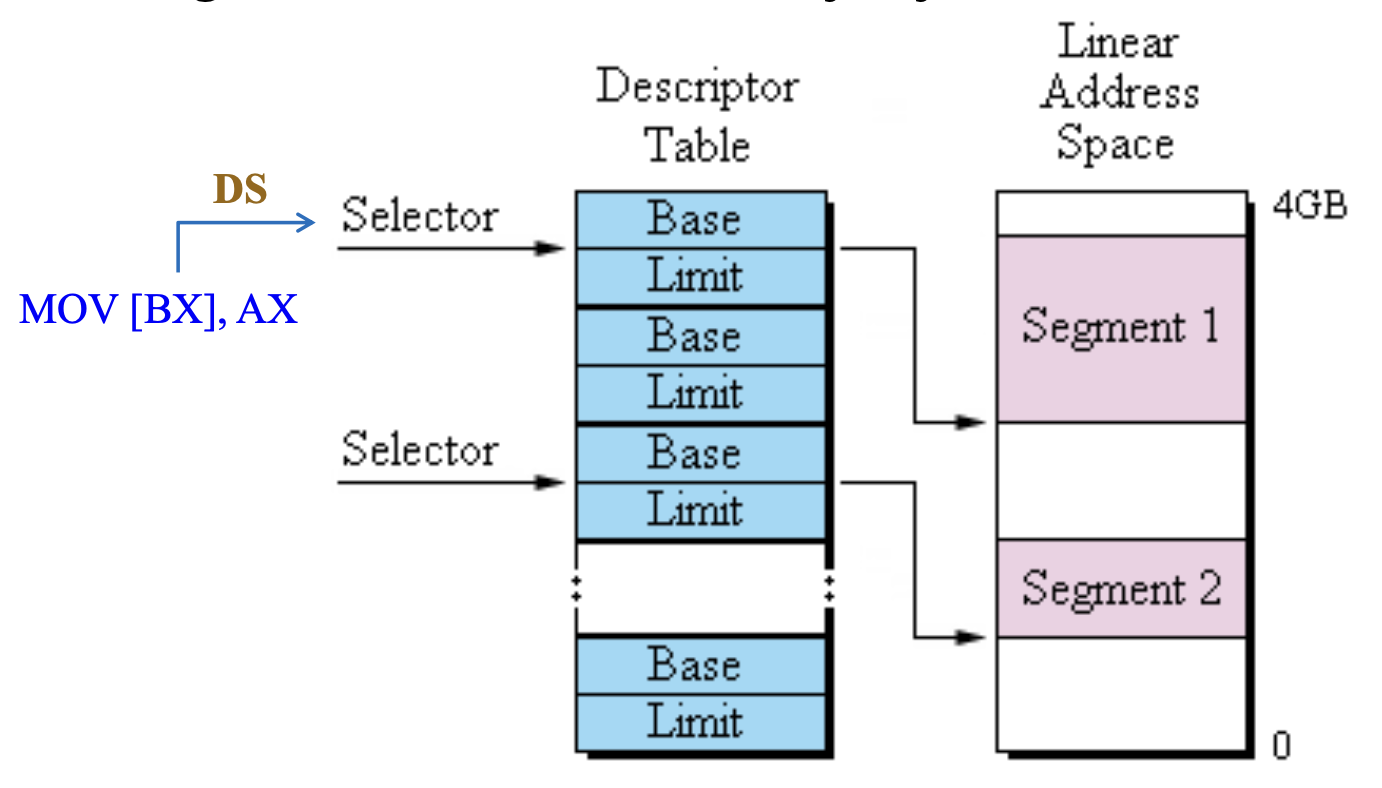 Descriptor
Table
Linear
Address
Space
DS
MOV [BX], AX
Selector
Selector
Base
Limit
Base
Limit
Base
Limit
Base
Limit
4GB
Segment 1
Segment 2
0